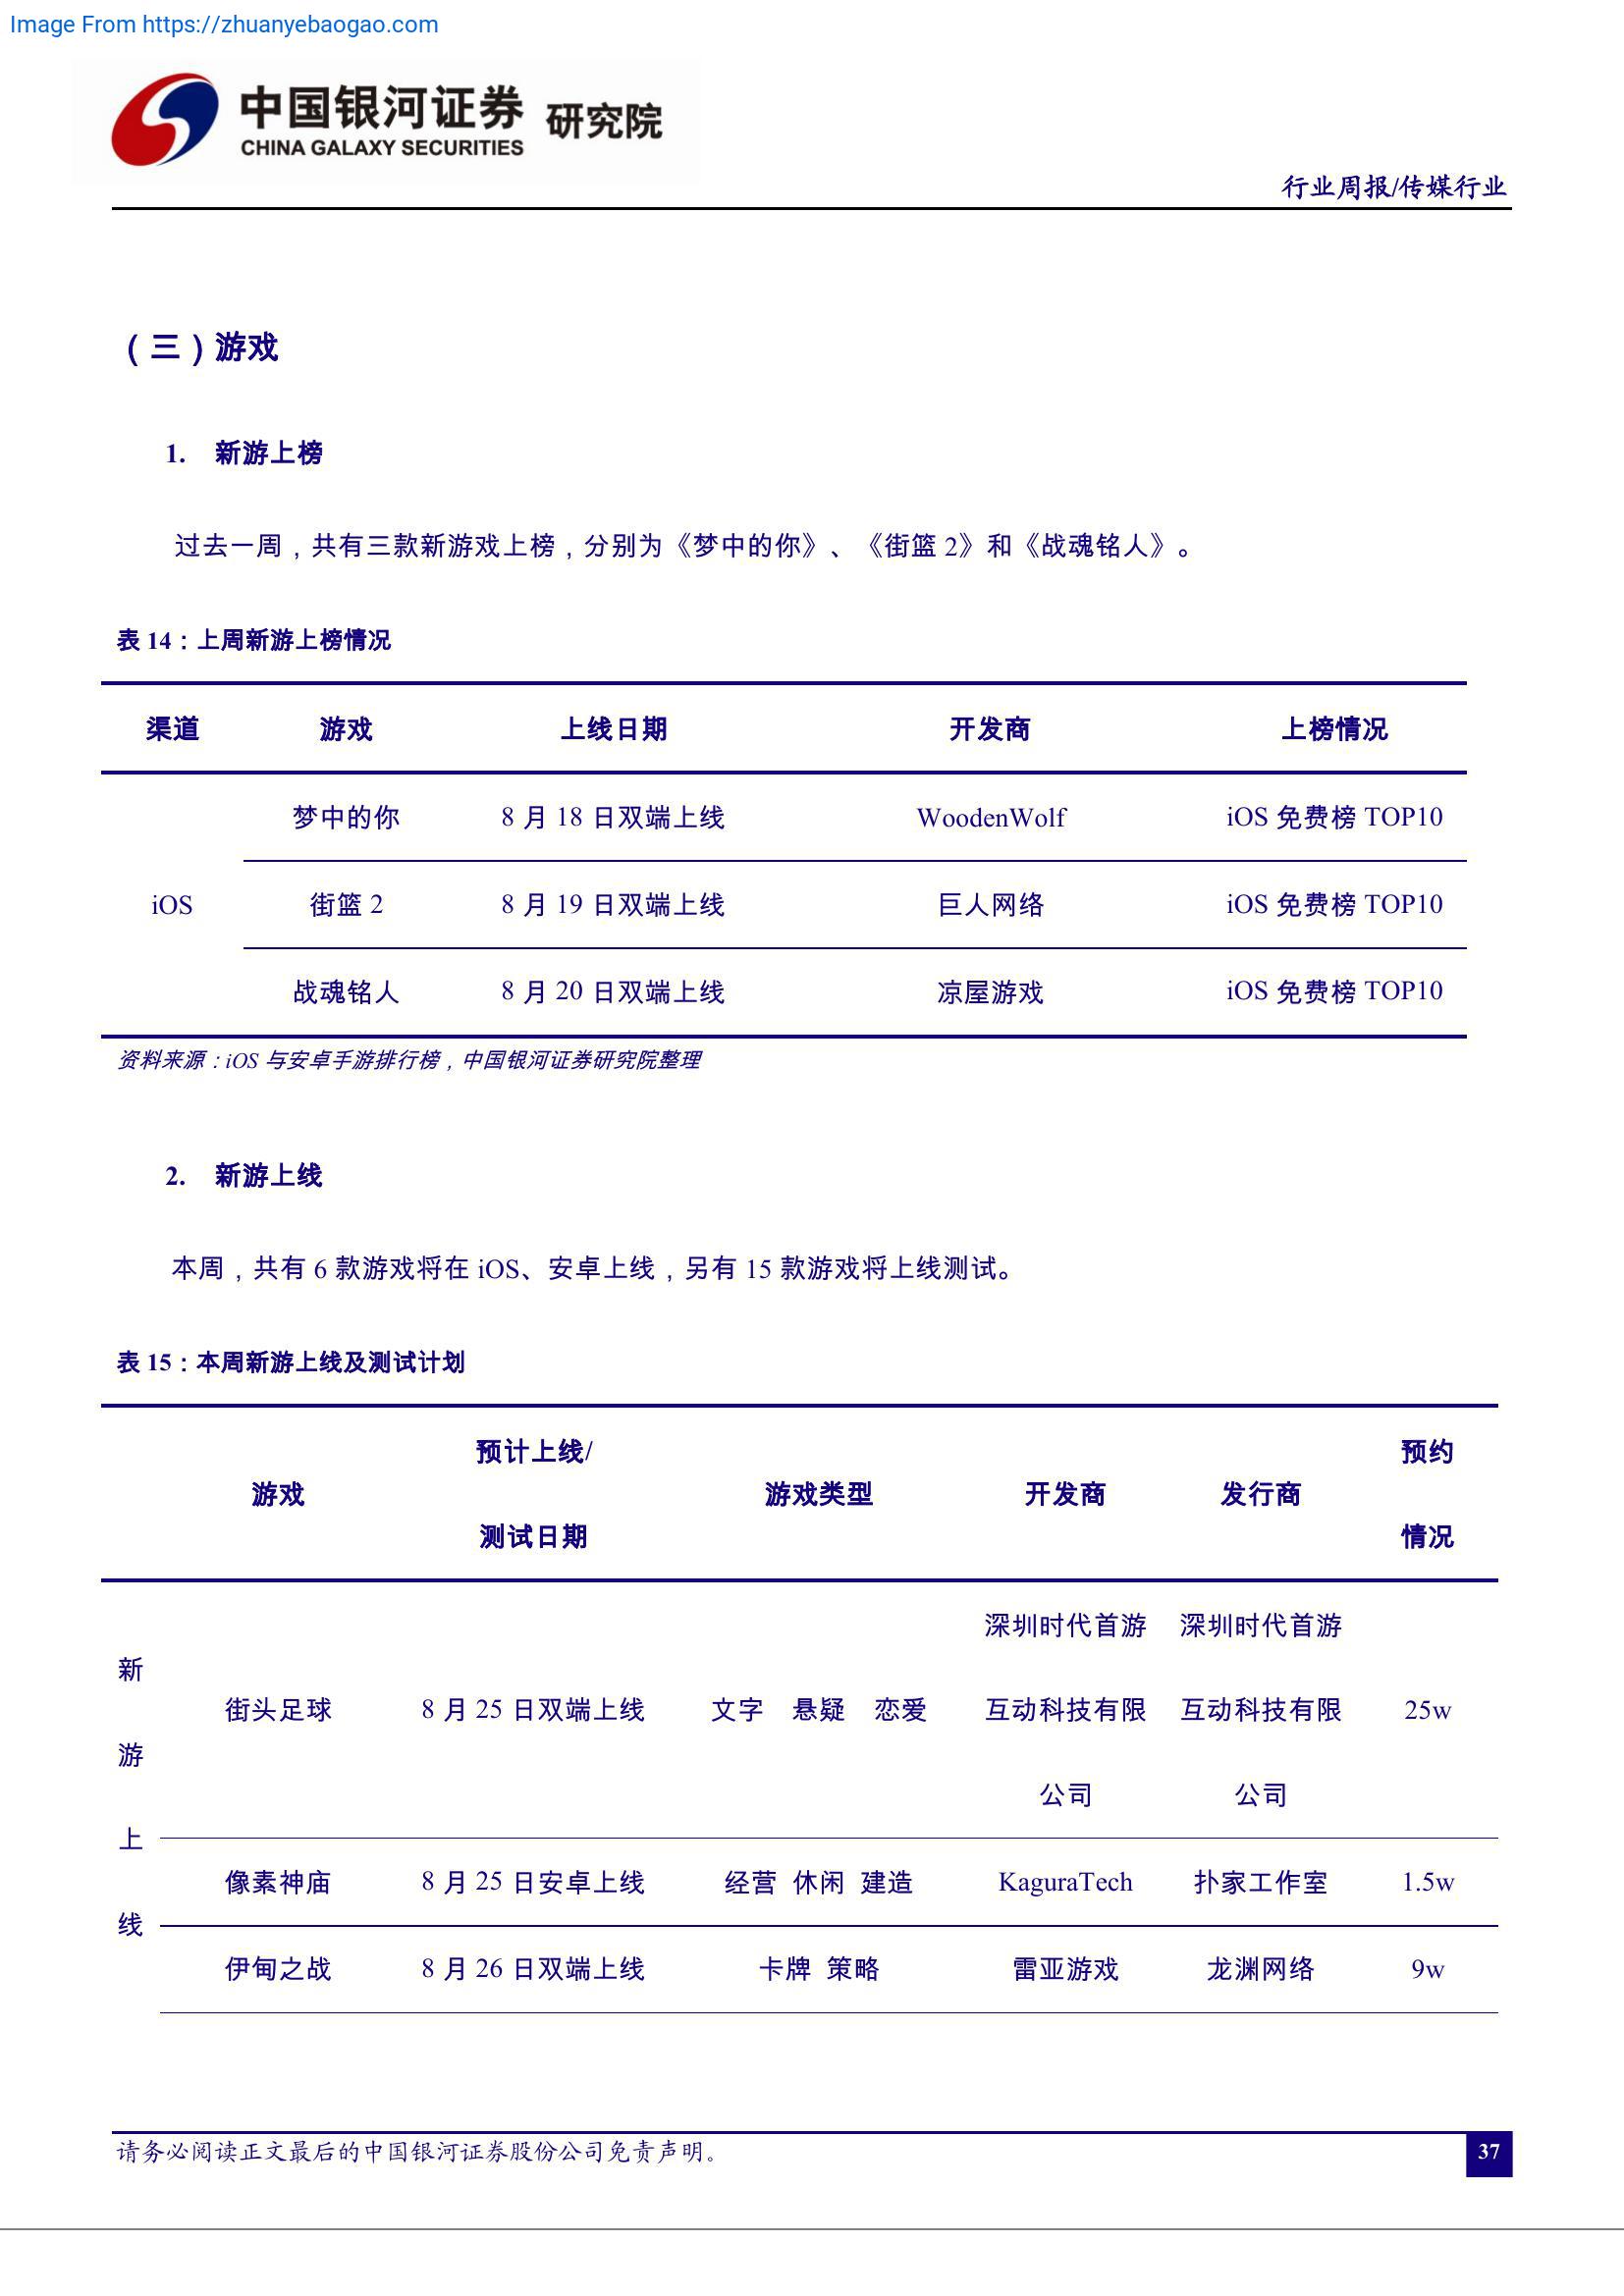 Image From https://zhuanyebaogao.com
中国银河证券 研究院
CHINA GALAXY SECURITIES
行业周报/传媒行业
（三）游戏
1. 新游上榜
过去一周，共有三款新游戏上榜，分别为《梦中的你》、《街篮 2》和《战魂铭人》。
表 14：上周新游上榜情况
渠道 游戏 上线日期 开发商 上榜情况
梦中的你 8 月 18 日双端上线 WoodenWolf iOS 免费榜 TOP10
iOS 街篮 2 8 月 19 日双端上线 巨人网络 iOS 免费榜 TOP10
战魂铭人 8 月 20 日双端上线 凉屋游戏 iOS 免费榜 TOP10
资料来源：iOS 与安卓手游排行榜，中国银河证券研究院整理
2. 新游上线
本周，共有 6 款游戏将在 iOS、安卓上线，另有 15 款游戏将上线测试。
表 15：本周新游上线及测试计划
预计上线/ 预约
游戏 游戏类型 开发商 发行商
测试日期 情况
深圳时代首游 深圳时代首游
新
街头足球 8 月 25 日双端上线 文字 悬疑 恋爱 互动科技有限 互动科技有限 25w
游
公司 公司
上
像素神庙 8 月 25 日安卓上线 经营 休闲 建造 KaguraTech 扑家工作室 1.5w
线
伊甸之战 8 月 26 日双端上线 卡牌 策略 雷亚游戏 龙渊网络 9w
请务必阅读正文最后的中国银河证券股份公司免责声明。
37